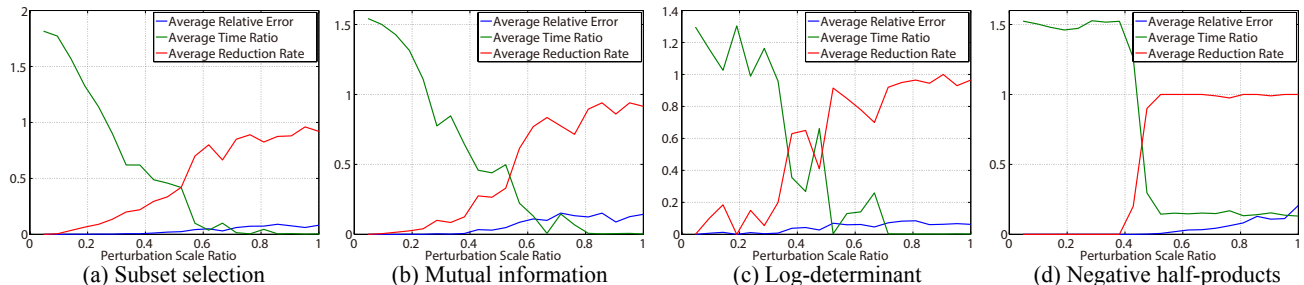 2
1.5
1
0.5
0
0
0.2
0.4
0.6
0.8
1
Average Relative Error
Average Time Ratio
Average Reduction Rate
Perturbation Scale Ratio
(a) Subset selection
1.5
1
0.5
0
0
0.2
0.4
0.6
0.8
1
Average Relative Error
Average Time Ratio
Average Reduction Rate
Perturbation Scale Ratio
(b) Mutual information
1.4
1.2
1.0
0.8
0.6
0.4
0.2
0
0
0.2
0.4
0.6
0.8
1
Average Relative Error
Average Time Ratio
Average Reduction Rate
Perturbation Scale Ratio
(c) Log-determinant
1.5
1
0.5
0
0
0.2
0.4
0.6
0.8
1
Average Relative Error
Average Time Ratio
Average Reduction Rate
Perturbation Scale Ratio
(d) Negative half-products